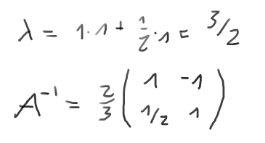 λ = 1·1 + 1/2·1 = 3/2
A⁻¹ = 2/3 ( 1 -1
1/2 1 )